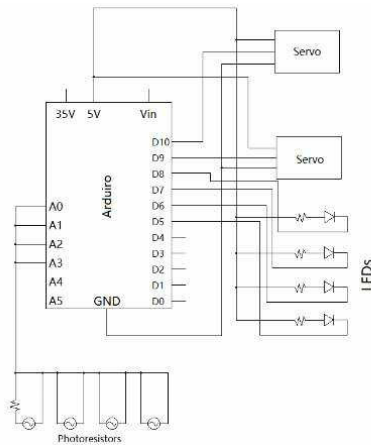 Servo
35V 5V Vin
D10
D9
Servo
D8
D7
A0
D6
A1
D5
A2
D4
A3
D3
A4
D2
D1
A5
GND
D0
Arduino
LEDs
Photoresistors